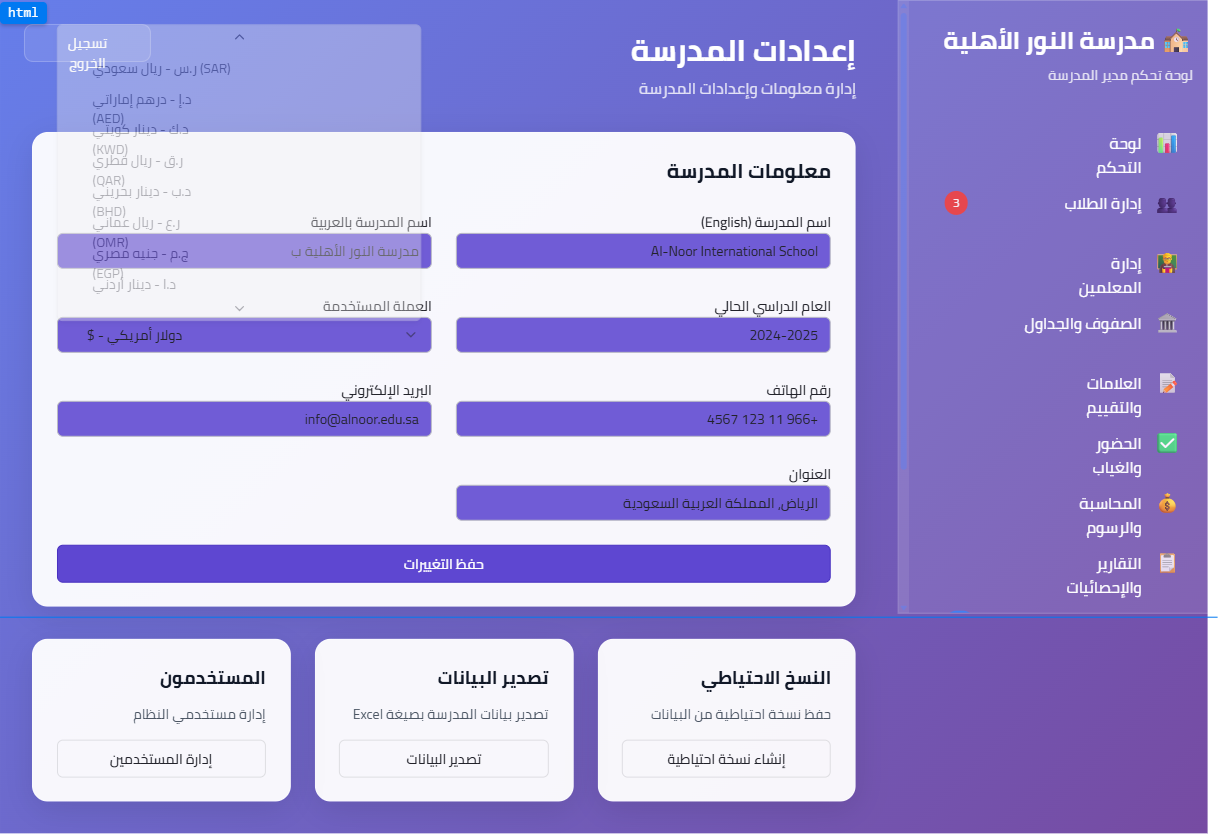 html
🏫 مدرسة النور الأهلية
لوحة تحكم مدير المدرسة
لوحة
التحكم
إدارة الطلاب
3
إدارة
المعلمين
الصفوف والجداول
العلامات
والتقييم
الحضور
والغياب
المحاسبة
والرسوم
التقارير
والإحصائيات
إعدادات المدرسة
إدارة معلومات وإعدادات المدرسة
تسجيل
الخروج
ر.س - ريال سعودي (SAR)
د.إ - درهم إماراتي
(AED)
د.ك - دينار كويتي
(KWD)
ر.ق - ريال قطري
(QAR)
د.ب - دينار بحريني
(BHD)
ر.ع - ريال عماني
(OMR)
ج.م - جنيه مصري
(EGP)
د.ا - دينار أردني
معلومات المدرسة
اسم المدرسة (English)
Al-Noor International School
اسم المدرسة بالعربية
مدرسة النور الأهلية ب
العام الدراسي الحالي
2024-2025
العملة المستخدمة
دولار أمريكي - $
رقم الهاتف
+966 11 123 4567
البريد الإلكتروني
info@alnoor.edu.sa
العنوان
الرياض, المملكة العربية السعودية
حفظ التغييرات
النسخ الاحتياطي
حفظ نسخة احتياطية من البيانات
إنشاء نسخة احتياطية
تصدير البيانات
تصدير بيانات المدرسة بصيغة Excel
تصدير البيانات
المستخدمون
إدارة مستخدمي النظام
إدارة المستخدمين